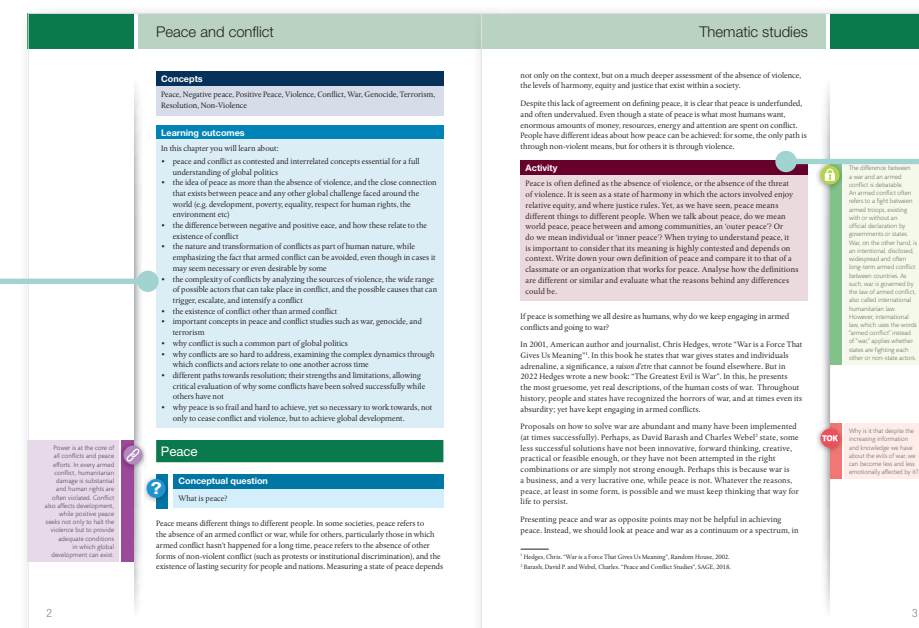 Peace and conflict
Concepts
Peace, Negative peace, Positive Peace, Violence, Conflict, War, Genocide, Terrorism,
Resolution, Non-Violence
Learning outcomes
In this chapter you will learn about:
• peace and conflict as contested and interrelated concepts essential for a full
understanding of global politics
• the idea of peace as more than the absence of violence, and the close connection
that exists between peace and any other global challenge faced around the
world (e.g. development, poverty, equality, respect for human rights, the
environment etc)
• the difference between negative and positive eace, and how these relate to the
existence of conflict
• the nature and transformation of conflicts as part of human nature, while
emphasizing the fact that armed conflict can be avoided, even though in cases it
may seem necessary or even desirable by some
• the complexity of conflicts by analyzing the sources of violence, the wide range
of possible actors that can take place in conflict, and the possible causes that can
trigger, escalate, and intensify a conflict
• the existence of conflict other than armed conflict
• important concepts in peace and conflict studies such as war, genocide, and
terrorism
• why conflict is such a common part of global politics
• why conflicts are so hard to address, examining the complex dynamics through
which conflicts and actors relate to one another across time
• different paths towards resolution; their strengths and limitations, allowing
critical evaluation of why some conflicts have been solved successfully while
others have not
• why peace is so frail and hard to achieve, yet so necessary to work towards, not
only to cease conflict and violence, but to achieve global development.
Power is at the core of
all conflicts and peace
efforts. In every armed
conflict, humanitarian
damage is substantial
and human rights are
often violated. Conflict
also affects development,
while positive peace
seeks not only to halt the
violence but to provide
adequate conditions
in which global
development can exist.
Peace
?
Conceptual question
What is peace?
Peace means different things to different people. In some societies, peace refers to
the absence of an armed conflict or war, while for others, particularly those in which
armed conflict hasn't happened for a long time, peace refers to the absence of other
forms of non-violent conflict (such as protests or institutional discrimination), and the
existence of lasting security for people and nations. Measuring a state of peace depends
2
Thematic studies
not only on the context, but on a much deeper assessment of the absence of violence,
the levels of harmony, equity and justice that exist within a society.
Despite this lack of agreement on defining peace, it is clear that peace is underfunded,
and often undervalued. Even though a state of peace is what most humans want,
enormous amounts of money, resources, energy and attention are spent on conflict.
People have different ideas about how peace can be achieved: for some, the only path is
through non-violent means, but for others it is through violence.
Activity
Peace is often defined as the absence of violence, or the absence of the threat
of violence. It is seen as a state of harmony in which the actors involved enjoy
relative equity, and where justice rules. Yet, as we have seen, peace means
different things to different people. When we talk about peace, do we mean
world peace, peace between and among communities, an 'outer peace'? Or
do we mean individual or 'inner peace'? When trying to understand peace, it
is important to consider that its meaning is highly contested and depends on
context. Write down your own definition of peace and compare it to that of a
classmate or an organization that works for peace. Analyse how the definitions
are different or similar and evaluate what the reasons behind any differences
could be.
If peace is something we all desire as humans, why do we keep engaging in armed
conflicts and going to war?
In 2001, American author and journalist, Chris Hedges, wrote "War is a Force That
Gives Us Meaning"¹. In this book he states that war gives states and individuals
adrenaline, a significance, a raison d'être that cannot be found elsewhere. But in
2022 Hedges wrote a new book: "The Greatest Evil is War". In this, he presents
the most gruesome, yet real descriptions, of the human costs of war. Throughout
history, people and states have recognized the horrors of war, and at times even its
absurdity; yet have kept engaging in armed conflicts.
Proposals on how to solve war are abundant and many have been implemented
(at times successfully). Perhaps, as David Barash and Charles Webel² state, some
less successful solutions have not been innovative, forward thinking, creative,
practical or feasible enough, or they have not been attempted in the right
combinations or are simply not strong enough. Perhaps this is because war is
a business, and a very lucrative one, while peace is not. Whatever the reasons,
peace, at least in some form, is possible and we must keep thinking that way for
life to persist.
Presenting peace and war as opposite points may not be helpful in achieving
peace. Instead, we should look at peace and war as a continuum or a spectrum, in
¹ Hedges, Chris. "War is a Force That Gives Us Meaning", Random House, 2002.
² Barash, David P. and Webel, Charles. "Peace and Conflict Studies", SAGE, 2018.
The difference between
a ear and an armed
conflict is debatable.
An armed conflict often
refers to a fight between
armed troops, existing
with or without an
official declaration by
governments or states.
War, on the other hand, is
an intentional, disclosed,
widespread and often
long-term armed conflict
between countries. As
such, war is governed by
the law of armed conflict,
also called international
humanitarian law.
However, international
law, which uses the words
"armed conflict" instead
of "war," applies whether
states are fighting each
other or non-state actors.
TOK
Why is it that despite the
increasing information
and knowledge we have
about the evils of war, we
can become less and less
emotionally affected by it?
3